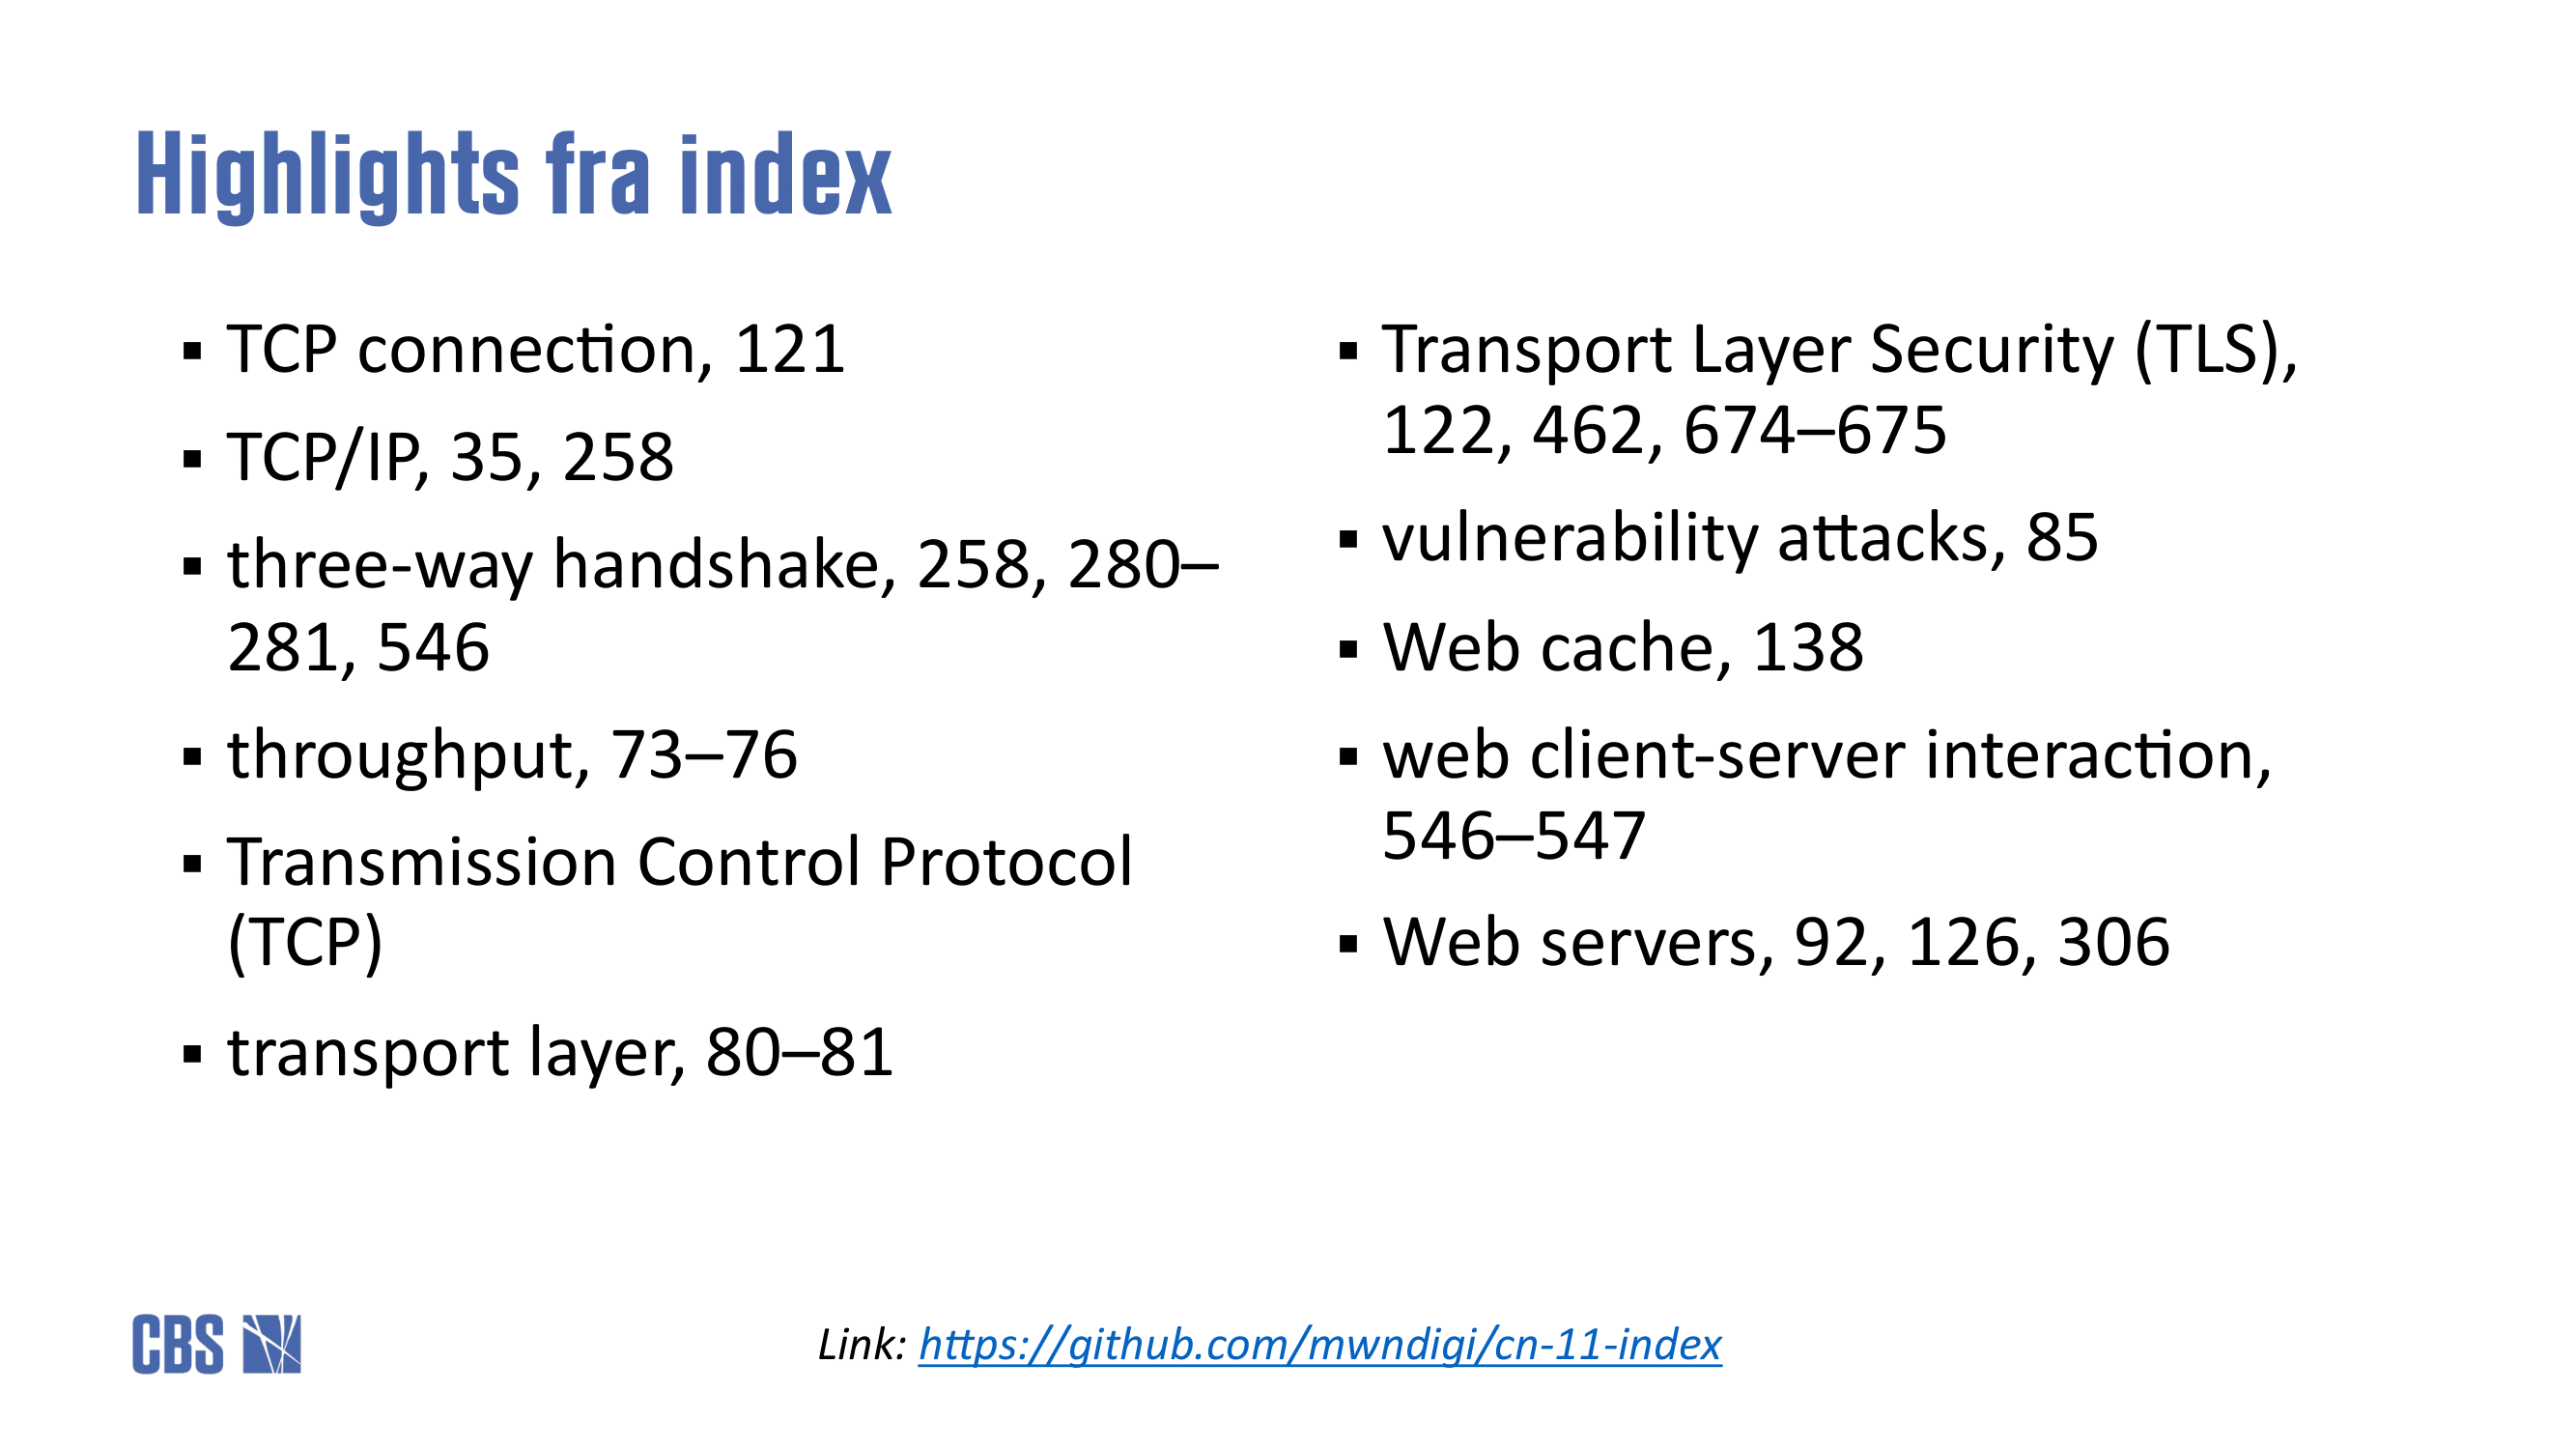 Highlights fra index
▪ TCP connection, 121
▪ TCP/IP, 35, 258
▪ three-way handshake, 258, 280–
281, 546
▪ throughput, 73–76
▪ Transmission Control Protocol
(TCP)
▪ transport layer, 80–81
▪ Transport Layer Security (TLS),
122, 462, 674–675
▪ vulnerability attacks, 85
▪ Web cache, 138
▪ web client-server interaction,
546–547
▪ Web servers, 92, 126, 306
CBS
Link: https://github.com/mwndigi/cn-11-index